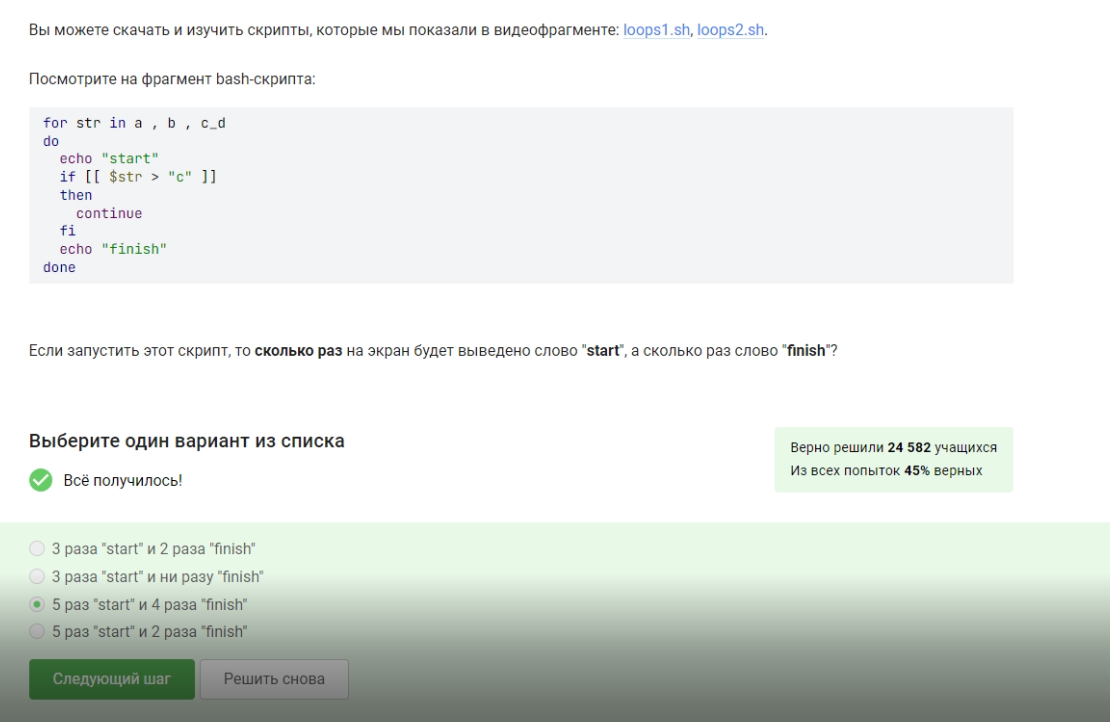 Вы можете скачать и изучить скрипты, которые мы показали в видеофрагменте: loops1.sh, loops2.sh.
Посмотрите на фрагмент bash-скрипта:
for str in a , b , c_d
do
  echo "start"
  if [[ $str > "c" ]]
  then
    continue
  fi
  echo "finish"
done
Если запустить этот скрипт, то сколько раз на экран будет выведено слово "start", а сколько раз слово "finish"?
Выберите один вариант из списка
Верно решили 24 582 учащихся
Из всех попыток 45% верных
Всё получилось!
3 раза "start" и 2 раза "finish"
3 раза "start" и ни разу "finish"
5 раз "start" и 4 раза "finish"
5 раз "start" и 2 раза "finish"
Следующий шаг Решить снова